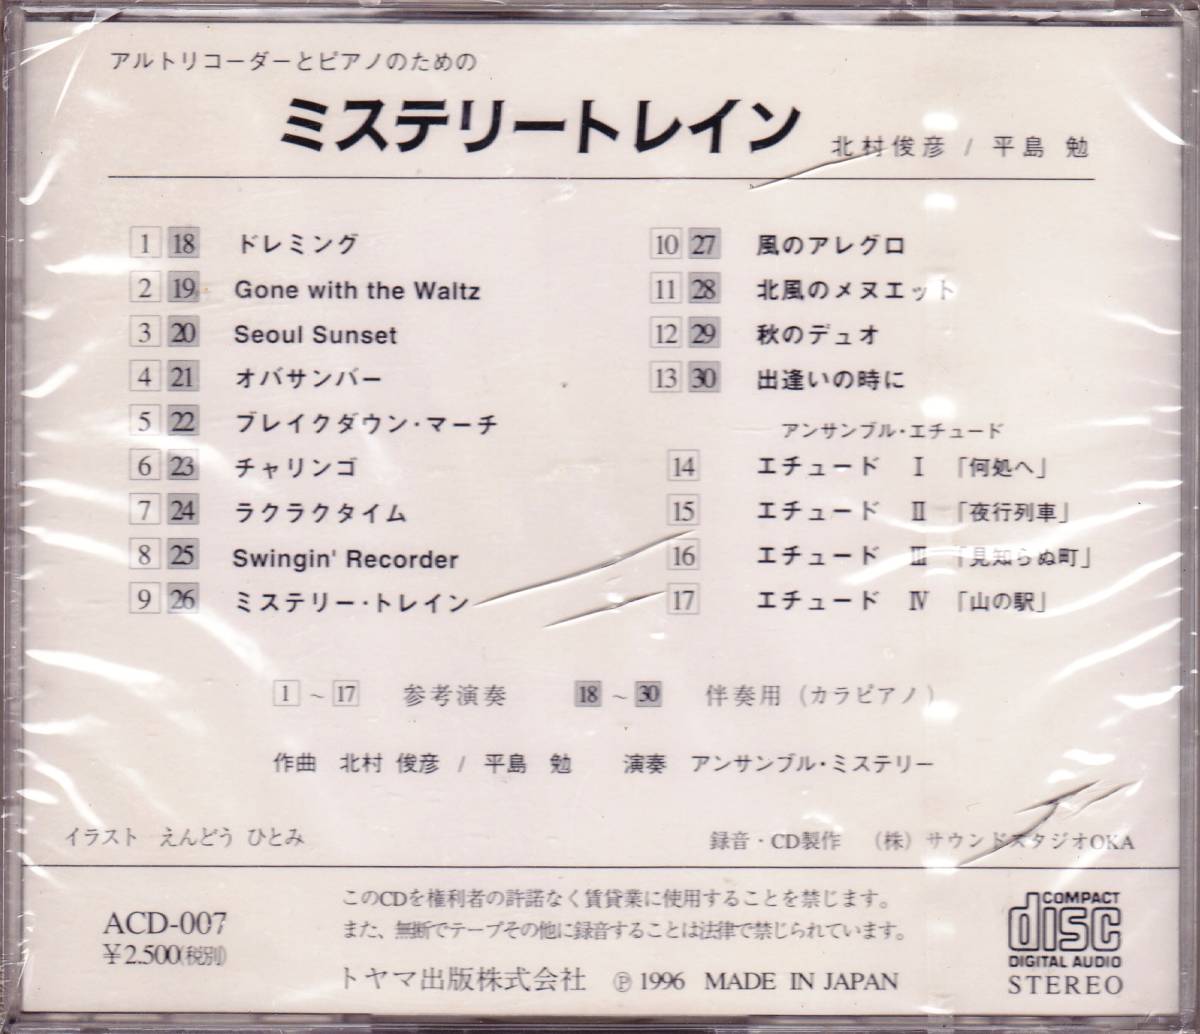 アルトリコーダーとピアノのための
ミステリートレイン 北村俊彦 / 平島 勉
1 18 ドレミング
2 19 Gone with the Waltz
3 20 Seoul Sunset
4 21 オバサンバー
5 22 ブレイクダウン・マーチ
6 23 チャリンゴ
7 24 ラクラクタイム
8 25 Swingin' Recorder
9 26 ミステリー・トレイン
10 27 風のアレグロ
11 28 北風のメヌエット
12 29 秋のデュオ
13 30 出逢いの時に
アンサンブル・エチュード
14 エチュード Ⅰ 「何処へ」
15 エチュード Ⅱ 「夜行列車」
16 エチュード Ⅲ 「見知らぬ町」
17 エチュード Ⅳ 「山の駅」
1 ～ 17 参考演奏 18 ～ 30 伴奏用（カラピアノ）
作曲 北村 俊彦 / 平島 勉 演奏 アンサンブル・ミステリー
イラスト えんどう ひとみ 録音・CD製作 （株）サウンドスタジオOKA
ACD-007
¥2.500(税別)
このCDを権利者の許諾なく賃貸業に使用することを禁じます。
また、無断でテープその他に録音することは法律で禁じられています。
トヤマ出版株式会社 Ⓟ 1996 MADE IN JAPAN
COMPACT
disc
DIGITAL AUDIO
STEREO